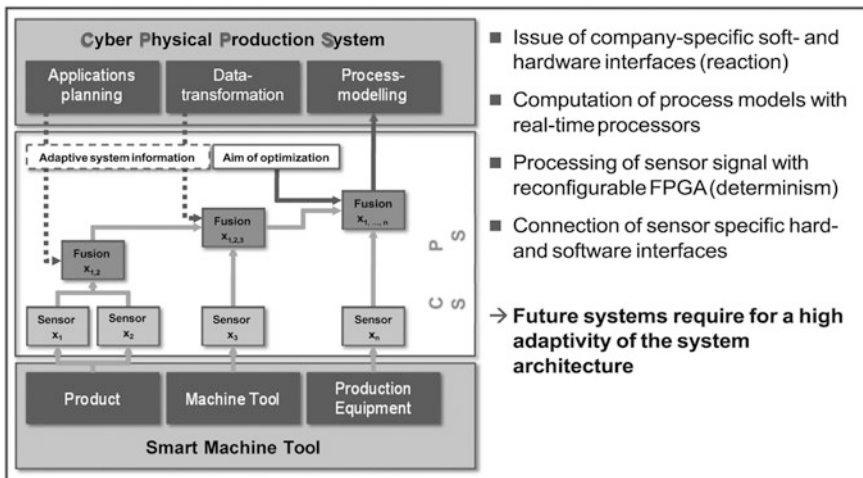 Cyber Physical Production System
Applications
planning
Data-
transformation
Process-
modelling
Adaptive system information
Aim of optimization
Fusion
x1, ..., n
Fusion
x1,2,3
Fusion
x1,2
C P S
Sensor
x1
Sensor
x2
Sensor
x3
Sensor
xn
Product
Machine Tool
Production
Equipment
Smart Machine Tool
■ Issue of company-specific soft- and
hardware interfaces (reaction)
■ Computation of process models with
real-time processors
■ Processing of sensor signal with
reconfigurable FPGA (determinism)
■ Connection of sensor specific hard-
and software interfaces
→ Future systems require for a high
adaptivity of the system
architecture